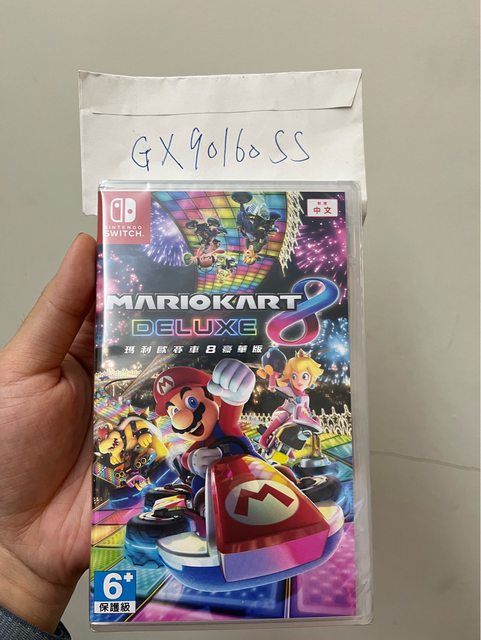 GX90160SS
NINTENDO
SWITCH.
中文
MARIOKART 8
DELUXE
瑪利歐賽車8豪華版
M
M
6+
保護級